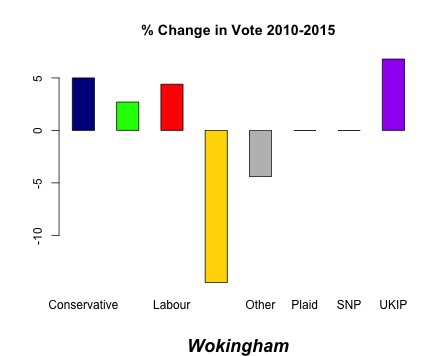 % Change in Vote 2010-2015
5
0
-5
-10
Conservative Labour Other Plaid SNP UKIP
Wokingham